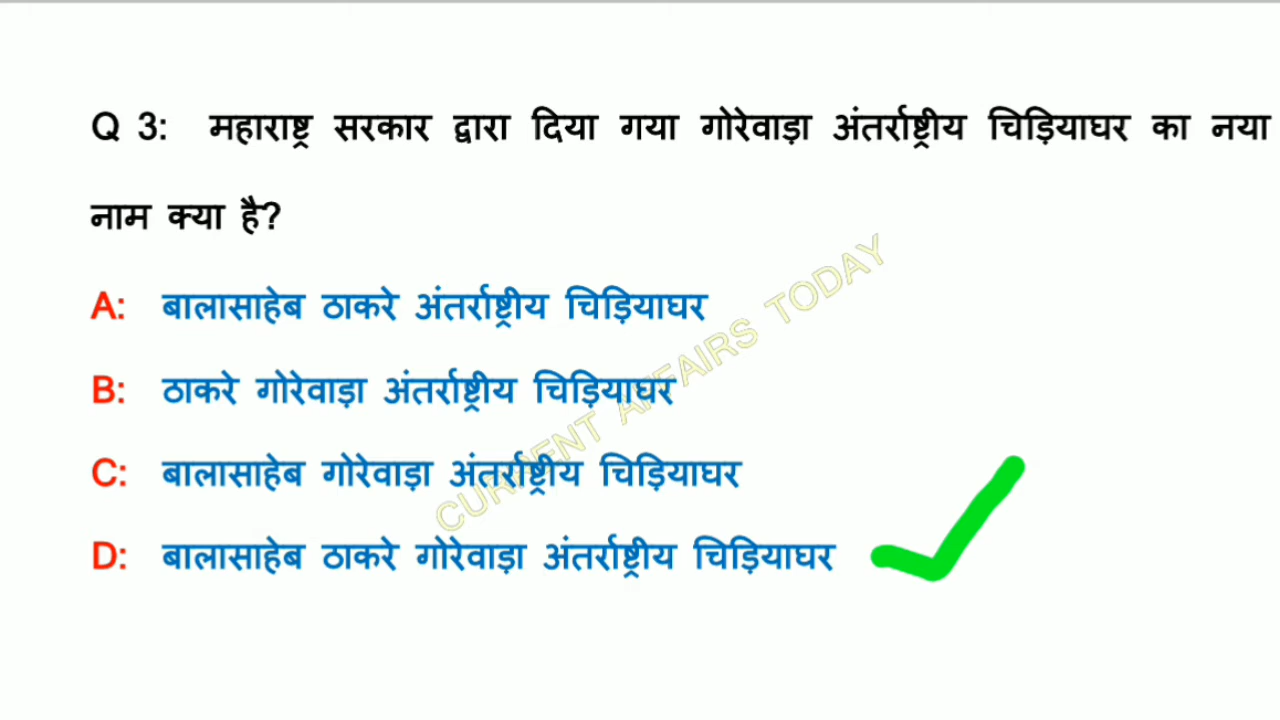 Q 3: महाराष्ट्र सरकार द्वारा दिया गया गोरेवाड़ा अंतर्राष्ट्रीय चिड़ियाघर का नया
नाम क्या है?
A: बालासाहेब ठाकरे अंतर्राष्ट्रीय चिड़ियाघर
B: ठाकरे गोरेवाड़ा अंतर्राष्ट्रीय चिड़ियाघर
C: बालासाहेब गोरेवाड़ा अंतर्राष्ट्रीय चिड़ियाघर
D: बालासाहेब ठाकरे गोरेवाड़ा अंतर्राष्ट्रीय चिड़ियाघर
CURRENT AFFAIRS TODAY